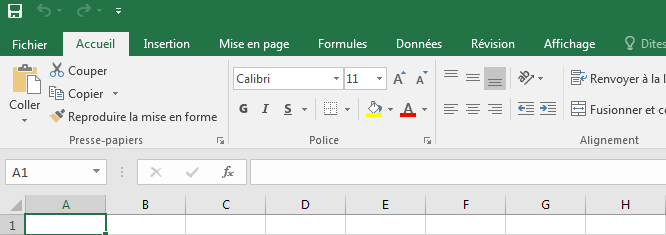 Fichier Accueil Insertion Mise en page Formules Données Révision Affichage Dites
Couper
Calibri 11 A A Renvoyer à la l
Coller Copier
Reproduire la mise en forme
G I S A Fusionner et c
Presse-papiers Police Alignement
A1 fx
A B C D E F G H
1